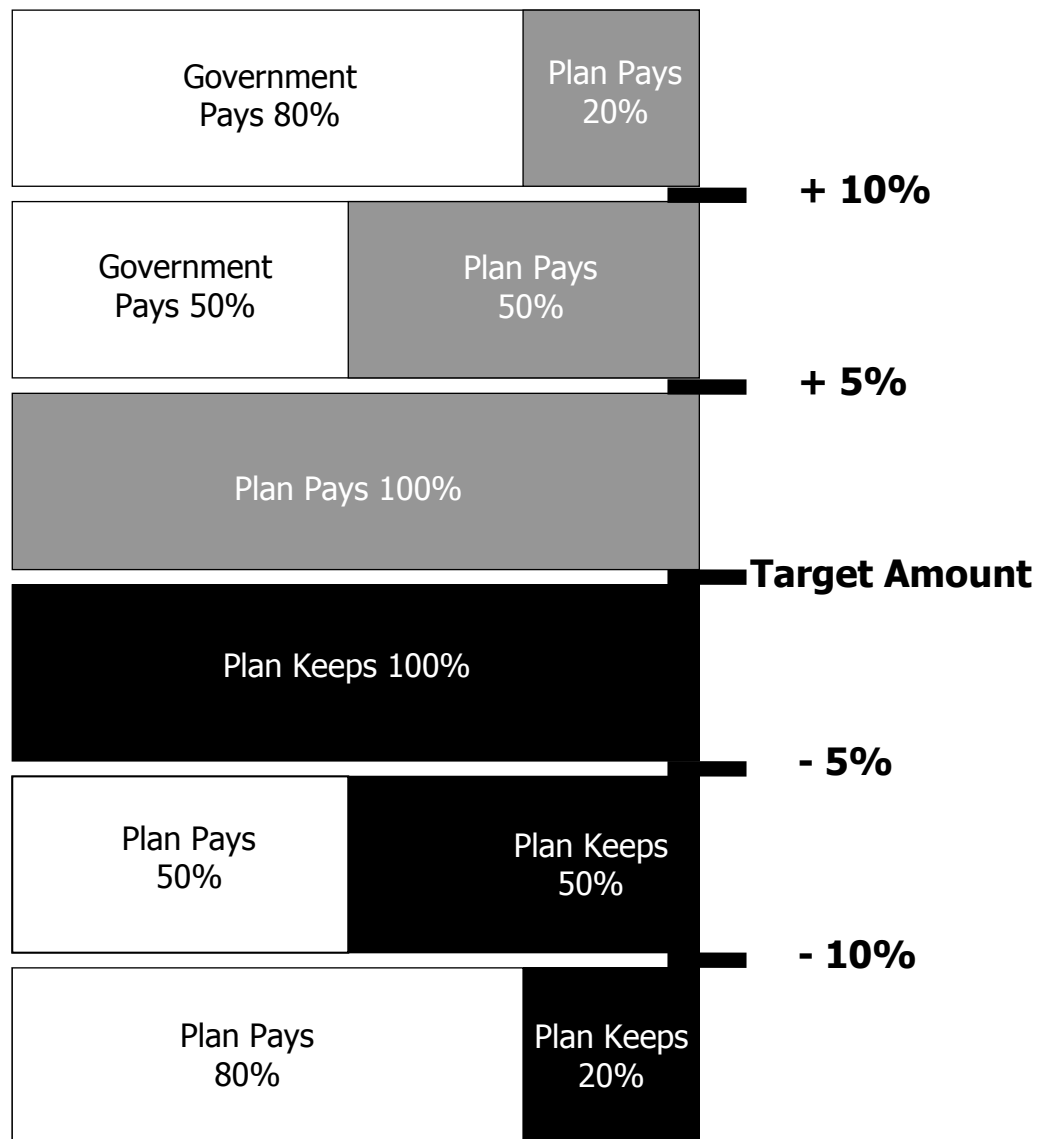 Government
Pays 80%
Plan Pays
20%
+ 10%
Government
Pays 50%
Plan Pays
50%
+ 5%
Plan Pays 100%
Target Amount
Plan Keeps 100%
- 5%
Plan Pays
50%
Plan Keeps
50%
- 10%
Plan Pays
80%
Plan Keeps
20%